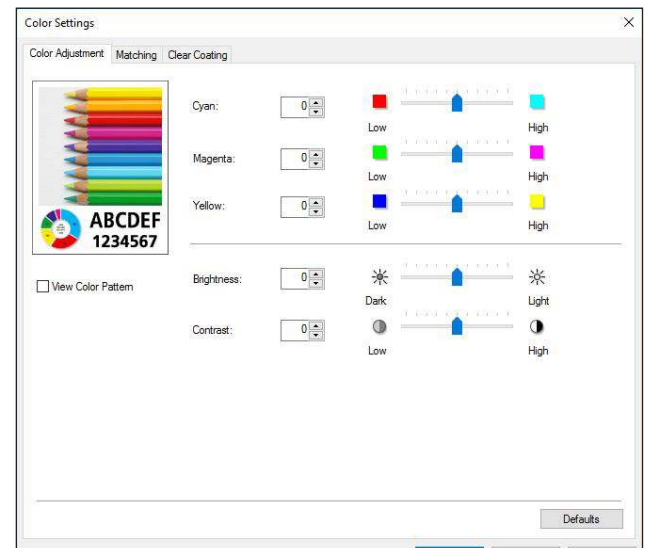 Color Settings
Color Adjustment Matching Clear Coating
Cyan: 0
Low High
Magenta: 0
Low High
Yellow: 0
Low High
ABCDEF
1234567
View Color Pattern
Brightness: 0
Dark Light
Contrast: 0
Low High
Defaults